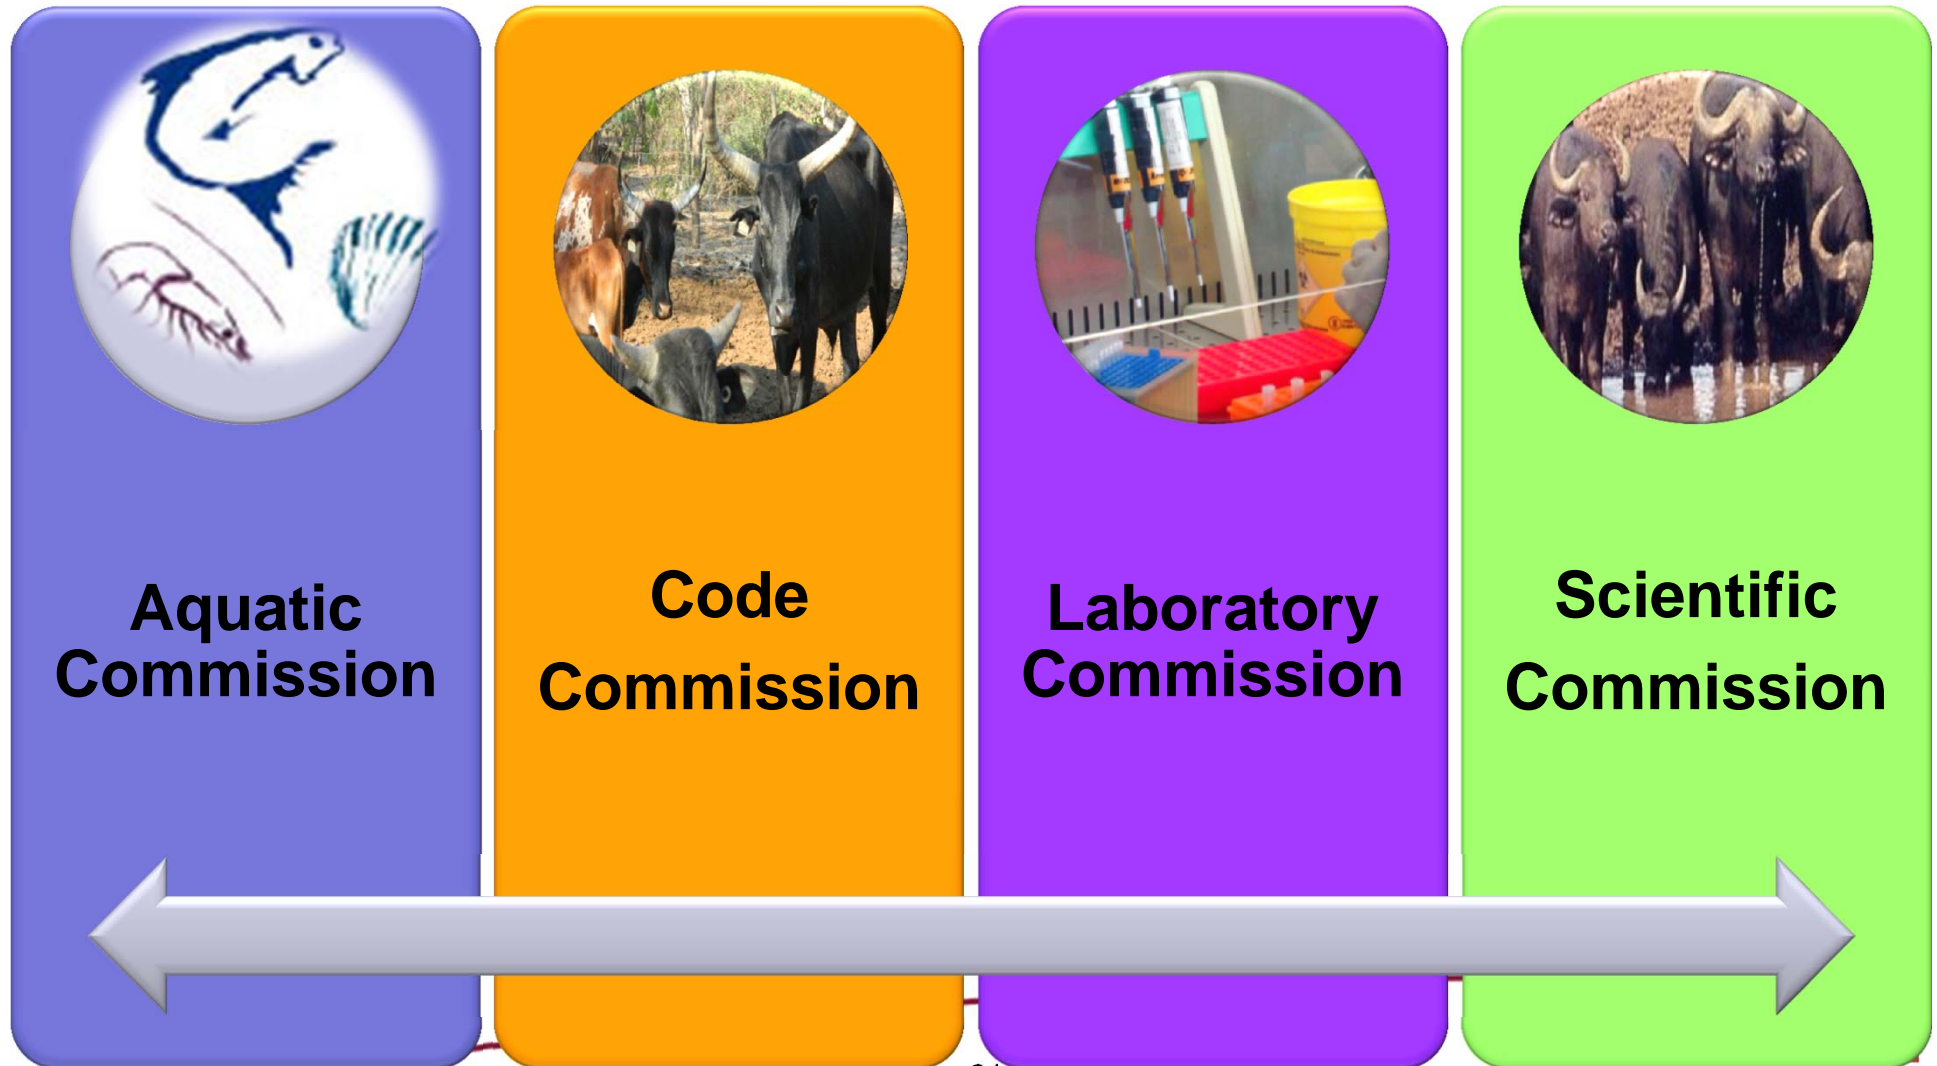 Aquatic
Commission
Code
Commission
Laboratory
Commission
Scientific
Commission